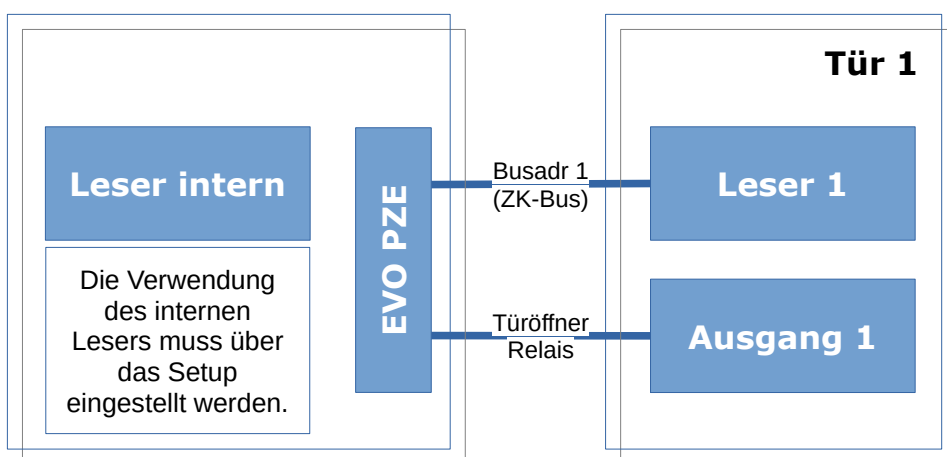 Leser intern
Die Verwendung
des internen
Lesers muss über
das Setup
eingestellt werden.
EVO PZE
Busadr 1
(ZK-Bus)
Türöffner
Relais
Tür 1
Leser 1
Ausgang 1